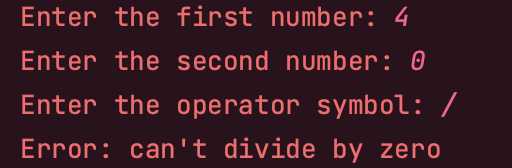 Enter the first number: 4
Enter the second number: 0
Enter the operator symbol: /
Error: can't divide by zero